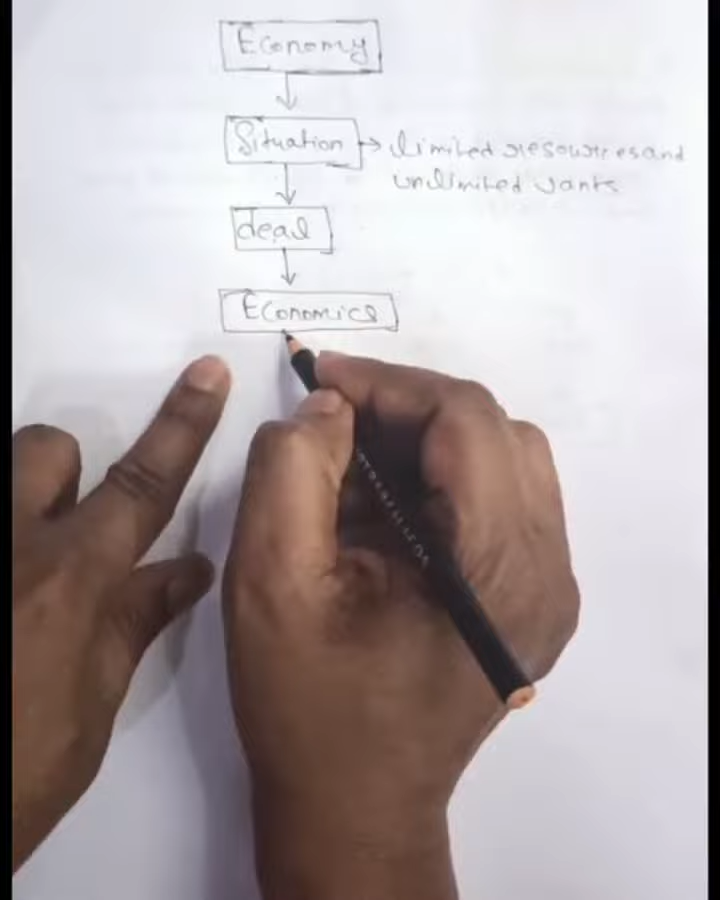 Economy
Situation → limited resources and
unlimited wants
deal
Economics